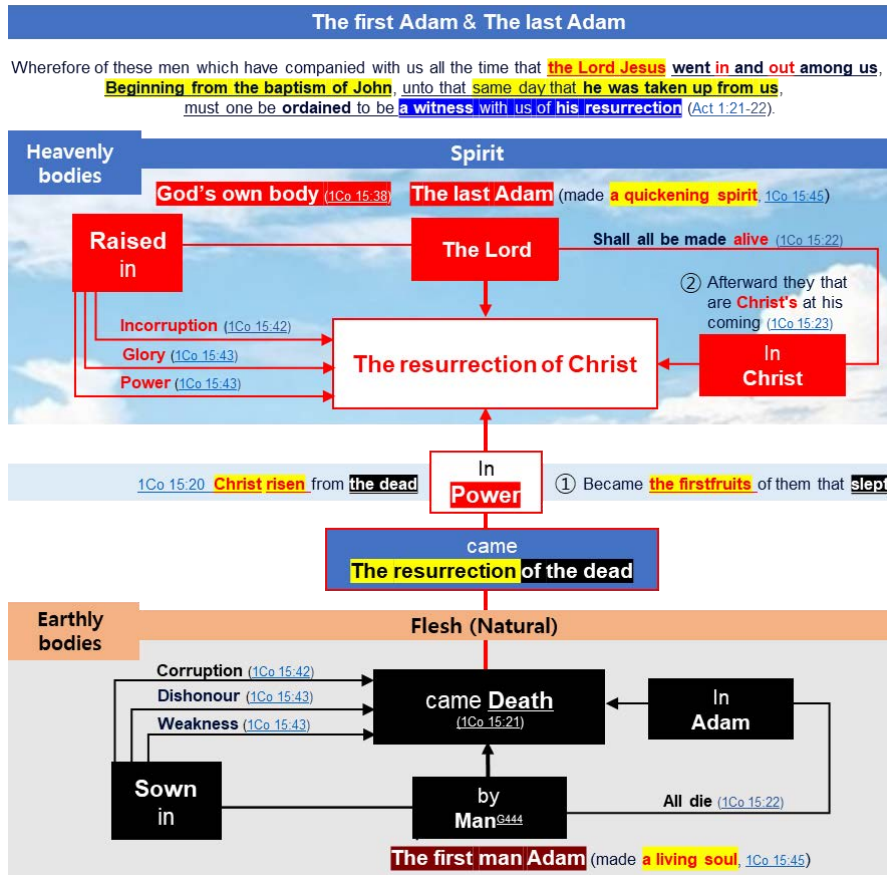 The first Adam & The last Adam
Wherefore of these men which have companied with us all the time that the Lord Jesus went in and out among us,
Beginning from the baptism of John, unto that same day that he was taken up from us,
must one be ordained to be a witness with us of his resurrection (Act 1:21-22).
Heavenly
bodies
Spirit
God's own body (1Co 15:38) The last Adam (made a quickening spirit, 1Co 15:45)
Raised
in
The Lord
Shall all be made alive (1Co 15:22)
② Afterward they that
are Christ's at his
coming (1Co 15:23)
Incorruption (1Co 15:42)
Glory (1Co 15:43)
Power (1Co 15:43)
The resurrection of Christ
In
Christ
1Co 15:20 Christ risen from the dead
In
Power
① Became the firstfruits of them that slept
came
The resurrection of the dead
Earthly
bodies
Flesh (Natural)
Corruption (1Co 15:42)
Dishonour (1Co 15:43)
Weakness (1Co 15:43)
came Death
(1Co 15:21)
In
Adam
Sown
in
by
Man G444
All die (1Co 15:22)
The first man Adam (made a living soul, 1Co 15:45)